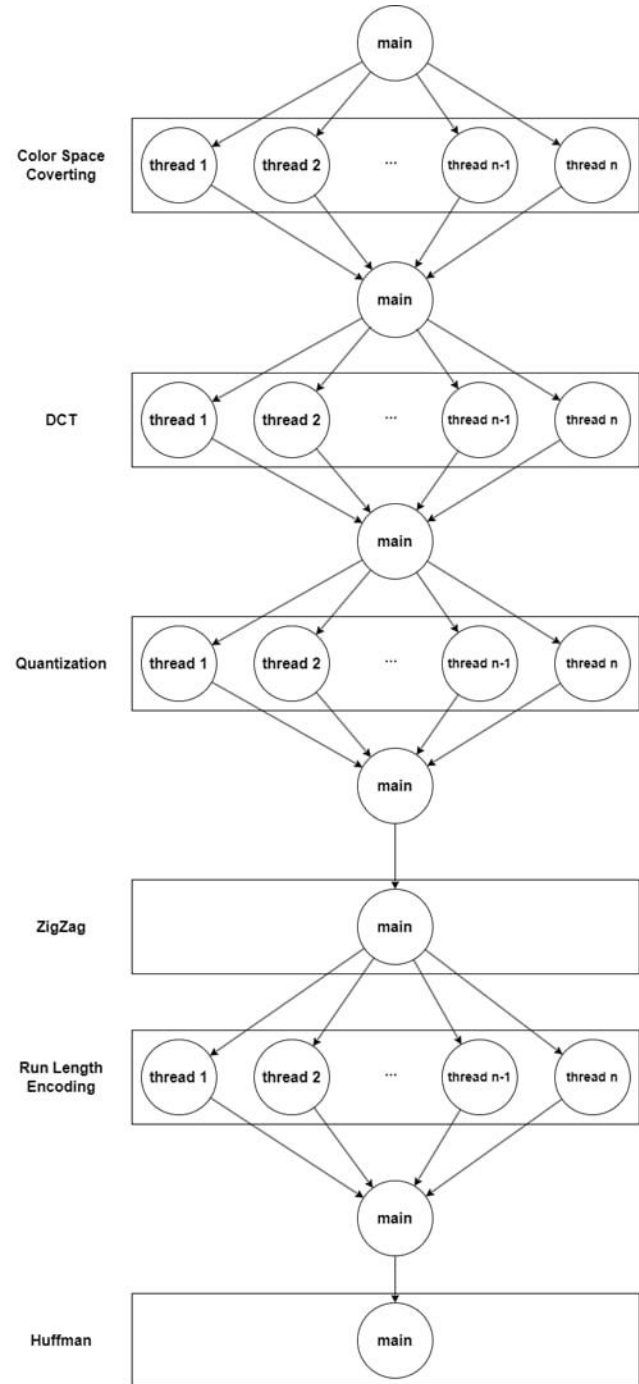 main
Color Space
Coverting
thread 1
thread 2
...
thread n-1
thread n
main
DCT
thread 1
thread 2
...
thread n-1
thread n
main
Quantization
thread 1
thread 2
...
thread n-1
thread n
main
ZigZag
main
Run Length
Encoding
thread 1
thread 2
...
thread n-1
thread n
main
Huffman
main